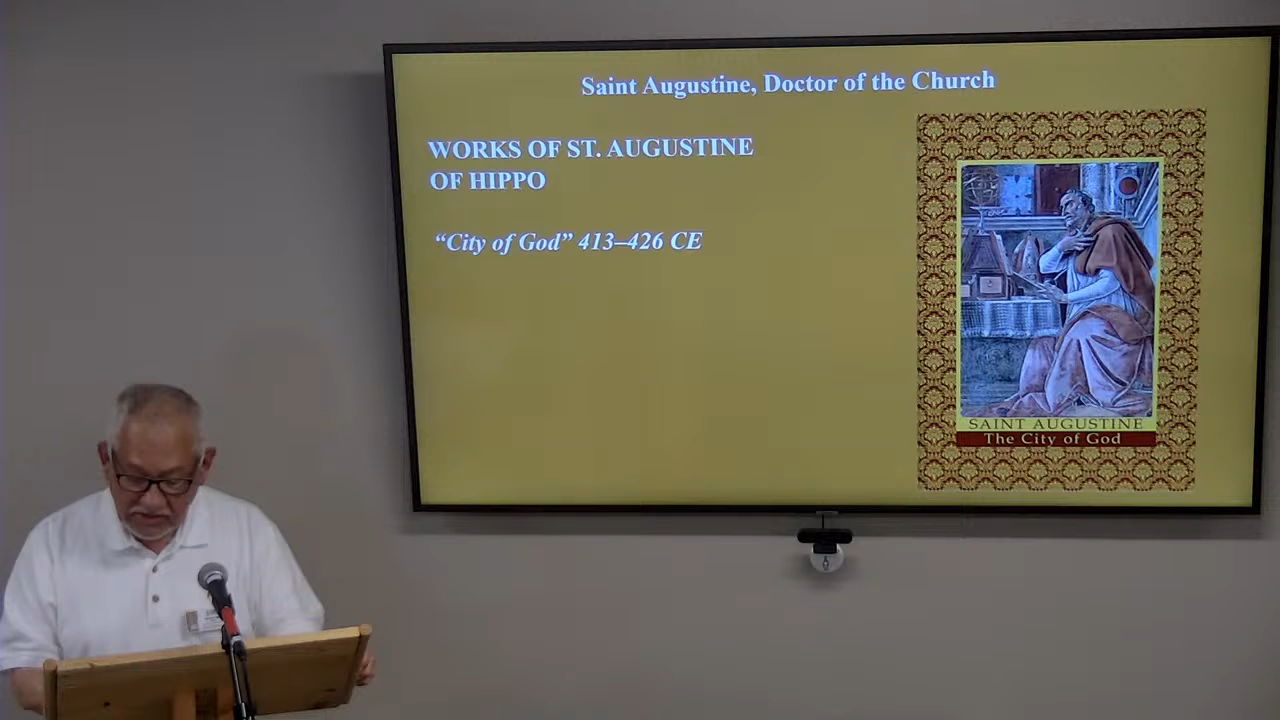 Saint Augustine, Doctor of the Church
WORKS OF ST. AUGUSTINE
OF HIPPO
“City of God” 413–426 CE
SAINT AUGUSTINE
The City of God